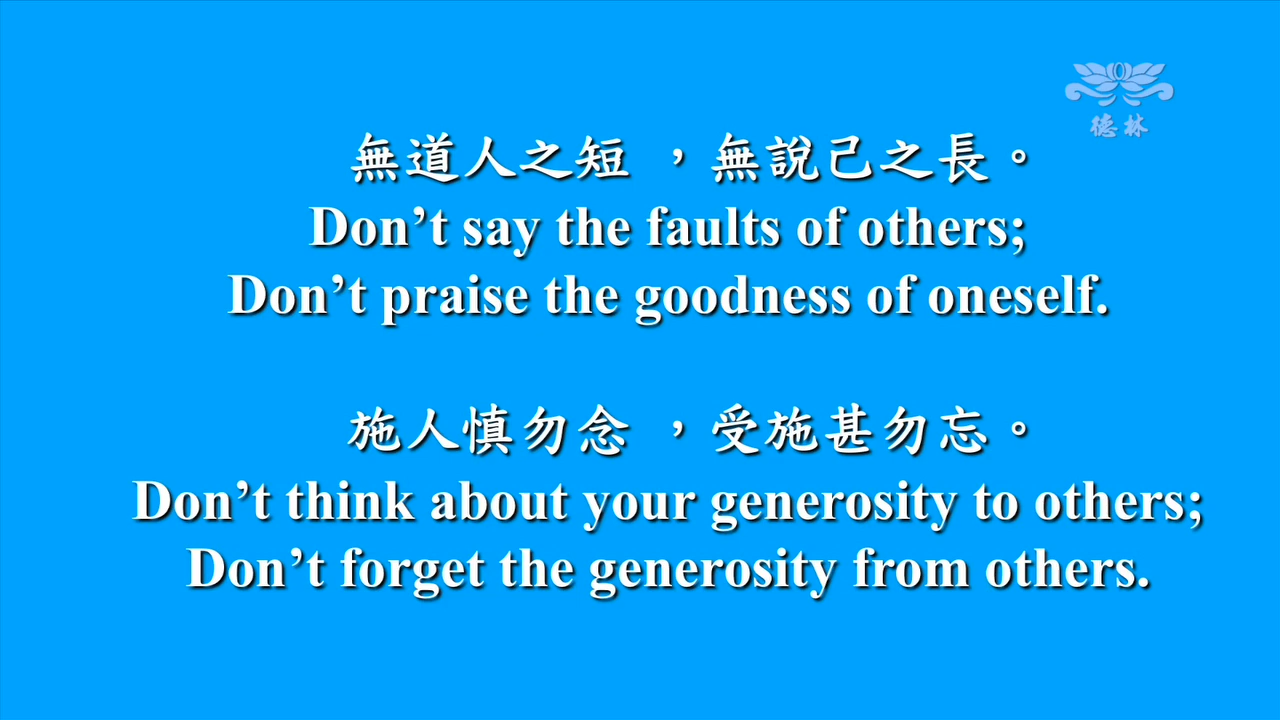 德林
無道人之短 ，無說己之長。
Don’t say the faults of others;
Don’t praise the goodness of oneself.
施人慎勿念 ，受施甚勿忘。
Don’t think about your generosity to others;
Don’t forget the generosity from others.